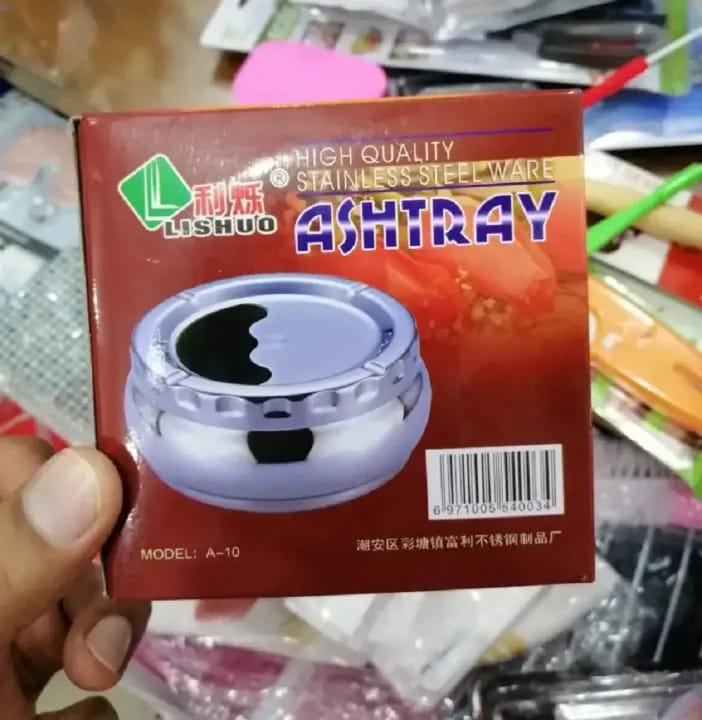 利烁®
LISHUO
HIGH QUALITY
STAINLESS STEEL WARE
ASHTRAY
6 971005 540034
MODEL: A-10
潮安区彩塘镇富利不锈钢制品厂